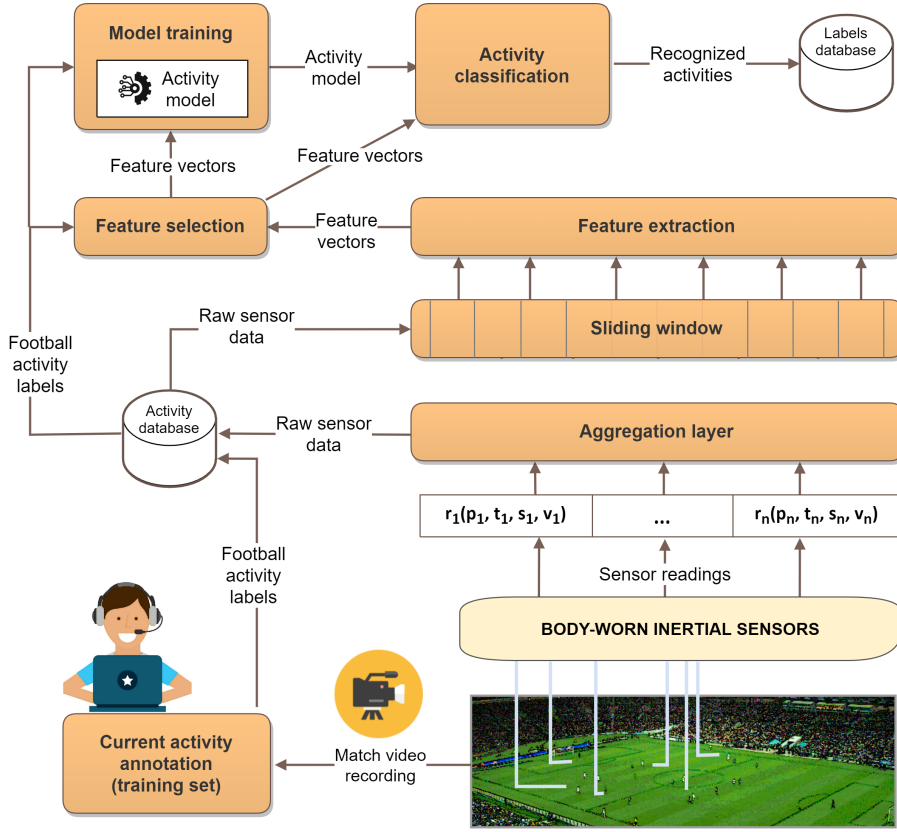 Model training
Activity
model
Activity
model
Activity
classification
Recognized
activities
Labels
database
Feature vectors
Feature vectors
Feature selection
Feature
vectors
Feature extraction
Raw sensor
data
Sliding window
Football
activity
labels
Activity
database
Raw sensor
data
Aggregation layer
r1(p1, t1, s1, v1)
...
rn(pn, tn, sn, vn)
Football
activity
labels
Sensor readings
BODY-WORN INERTIAL SENSORS
Current activity
annotation
(training set)
Match video
recording